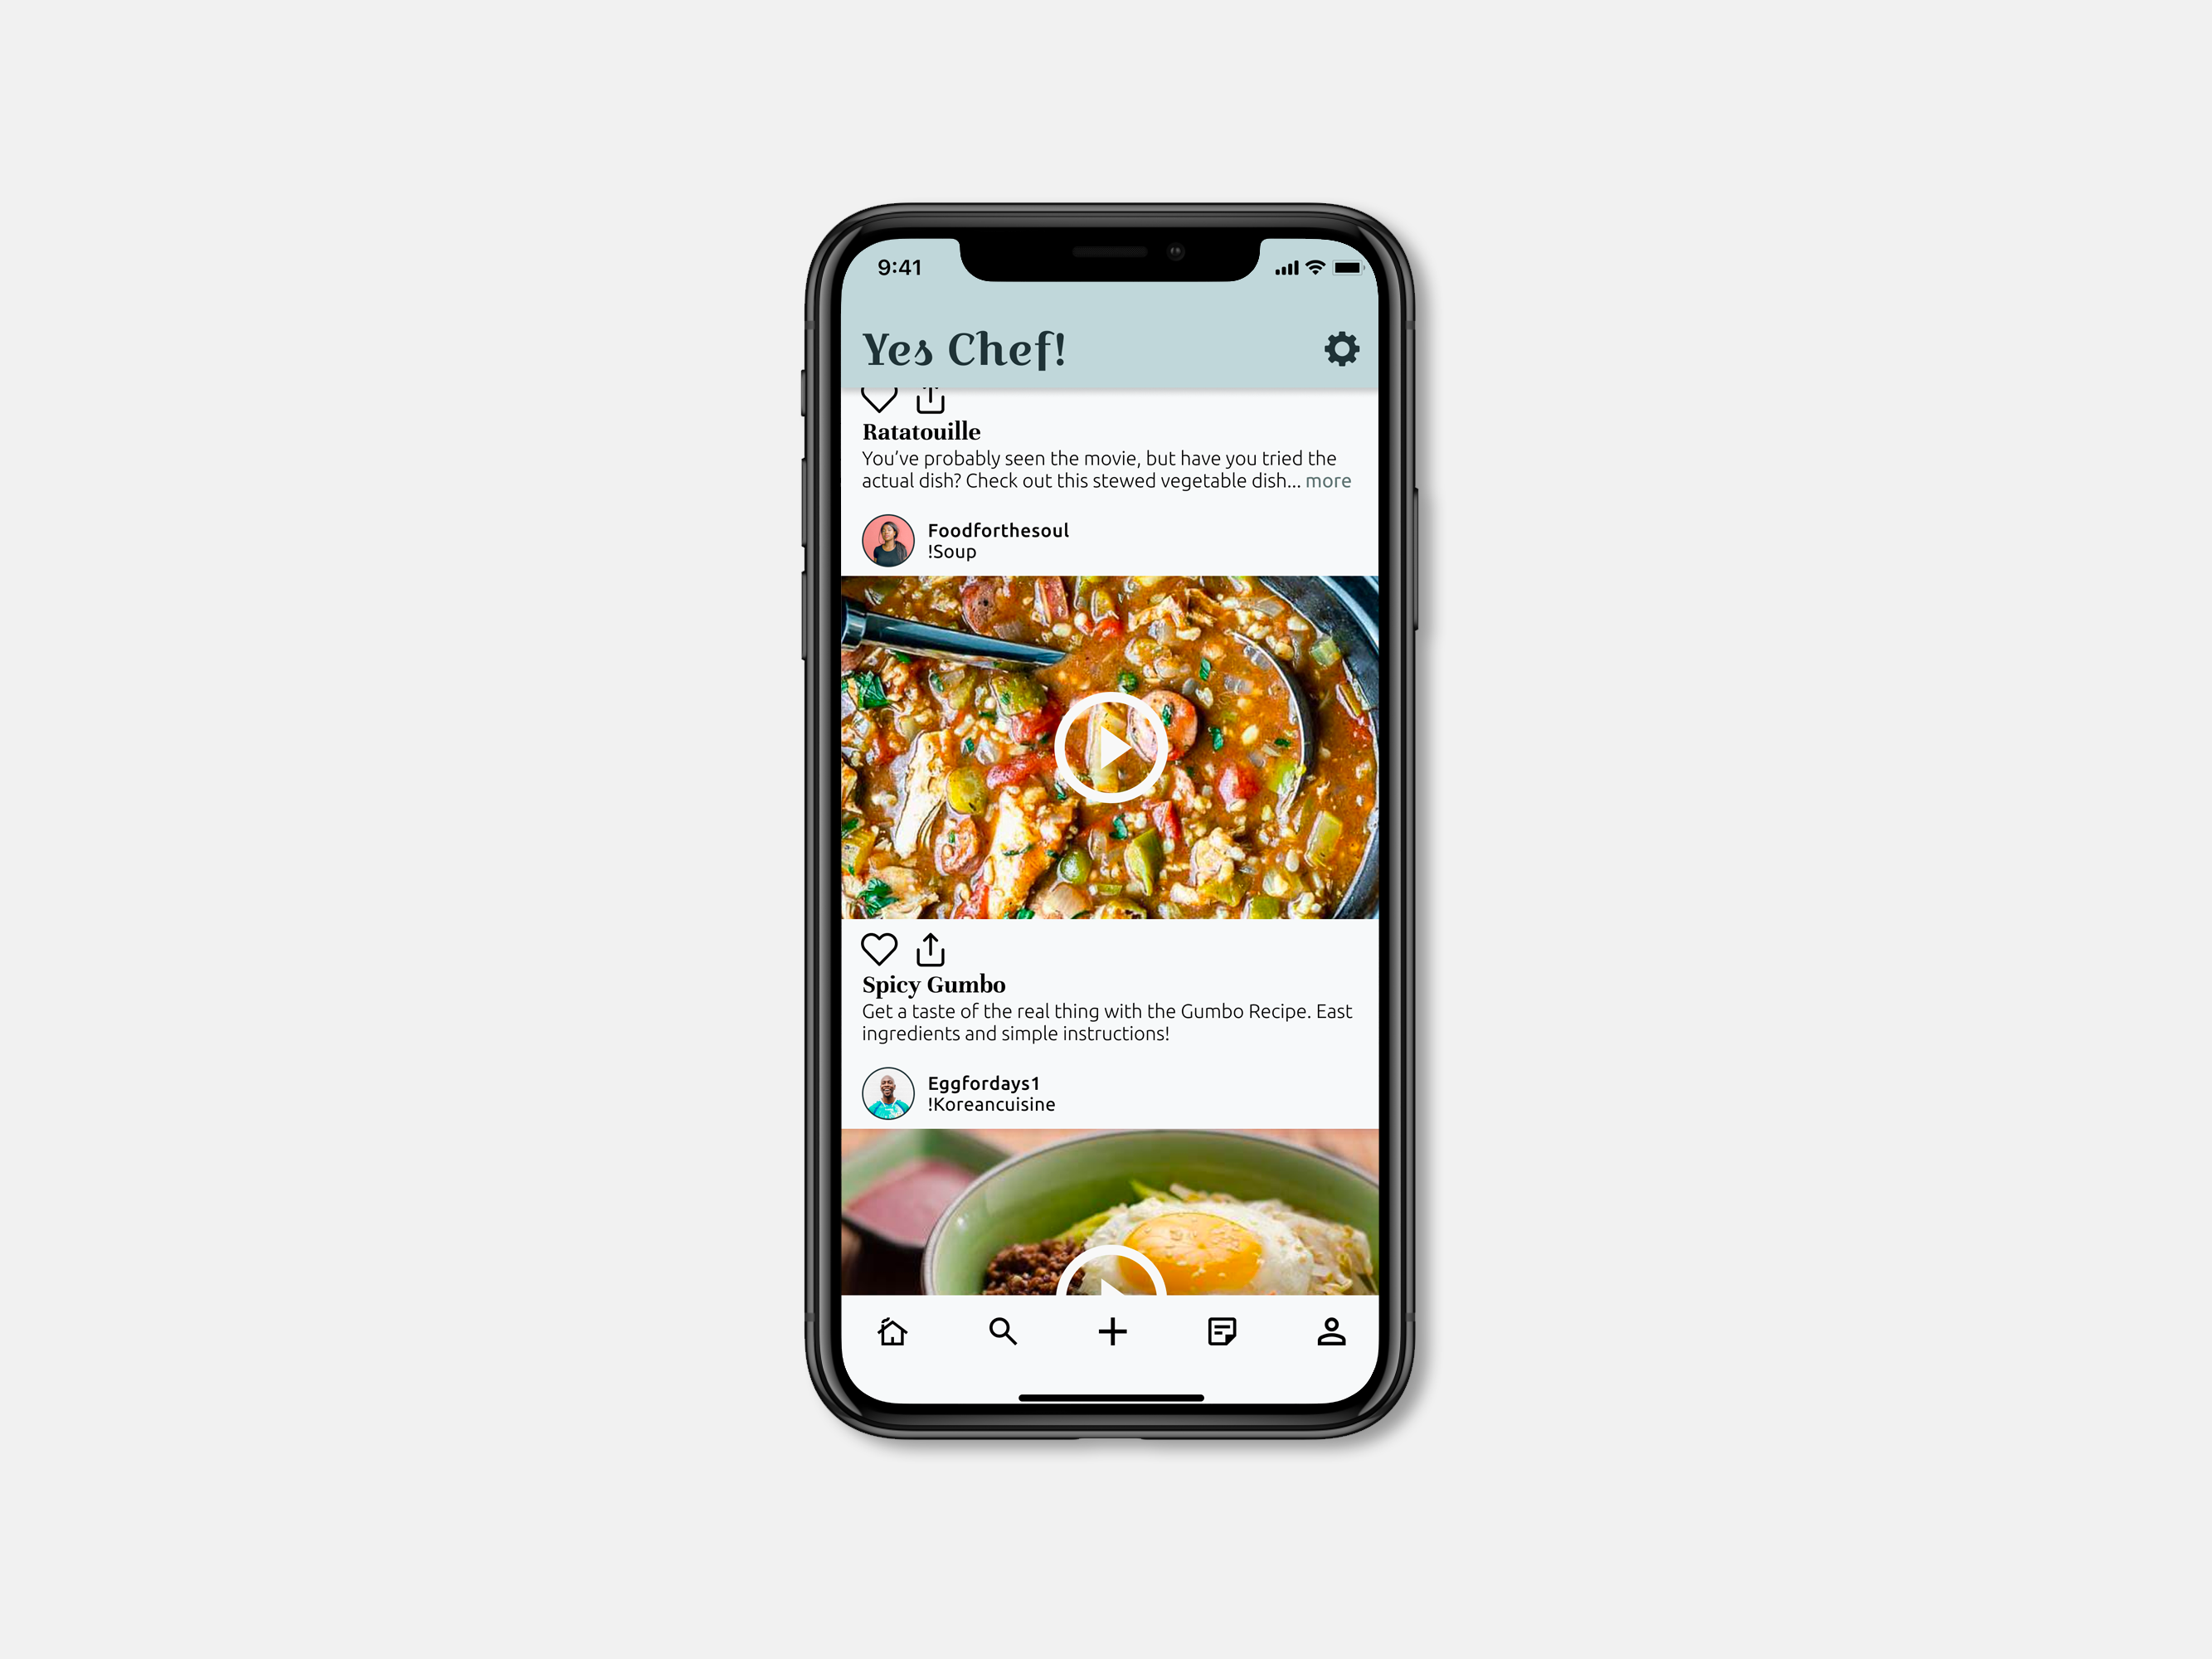 9:41
Yes Chef!
Ratatouille
You've probably seen the movie, but have you tried the
actual dish? Check out this stewed vegetable dish... more
Foodforthesoul
!Soup
Spicy Gumbo
Get a taste of the real thing with the Gumbo Recipe. East
ingredients and simple instructions!
Eggfordays1
!Koreancuisine